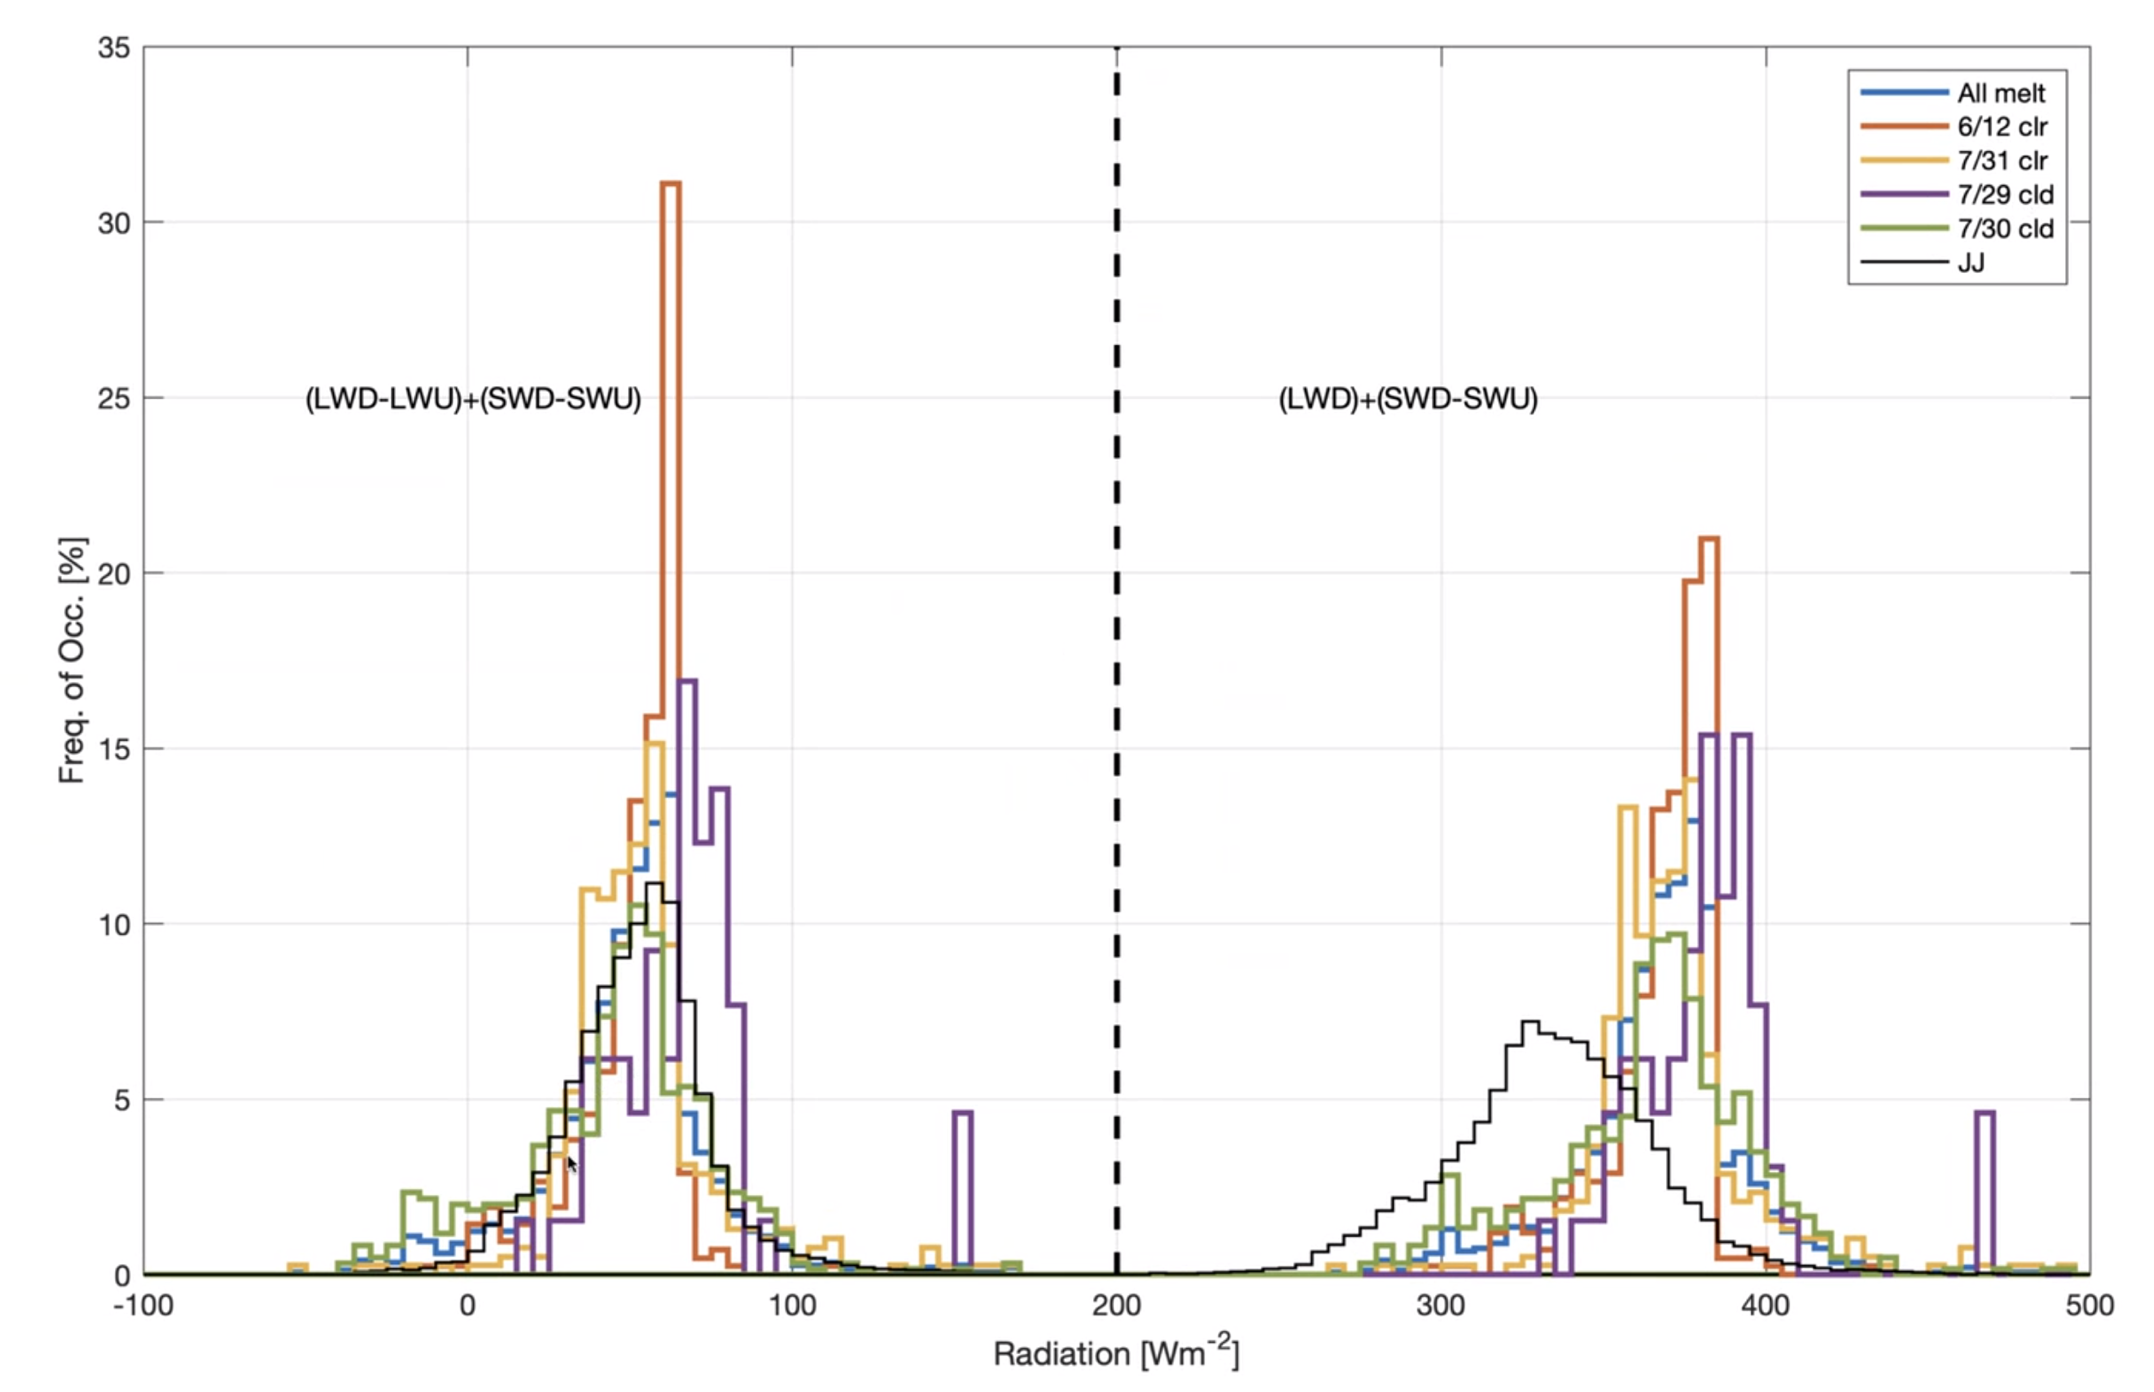 35
30
25
20
15
10
5
0
Freq. of Occ. [%]
(LWD-LWU)+(SWD-SWU)
(LWD)+(SWD-SWU)
All melt
6/12 clr
7/31 clr
7/29 cld
7/30 cld
JJ
-100 0 100 200 300 400 500
Radiation [Wm⁻²]